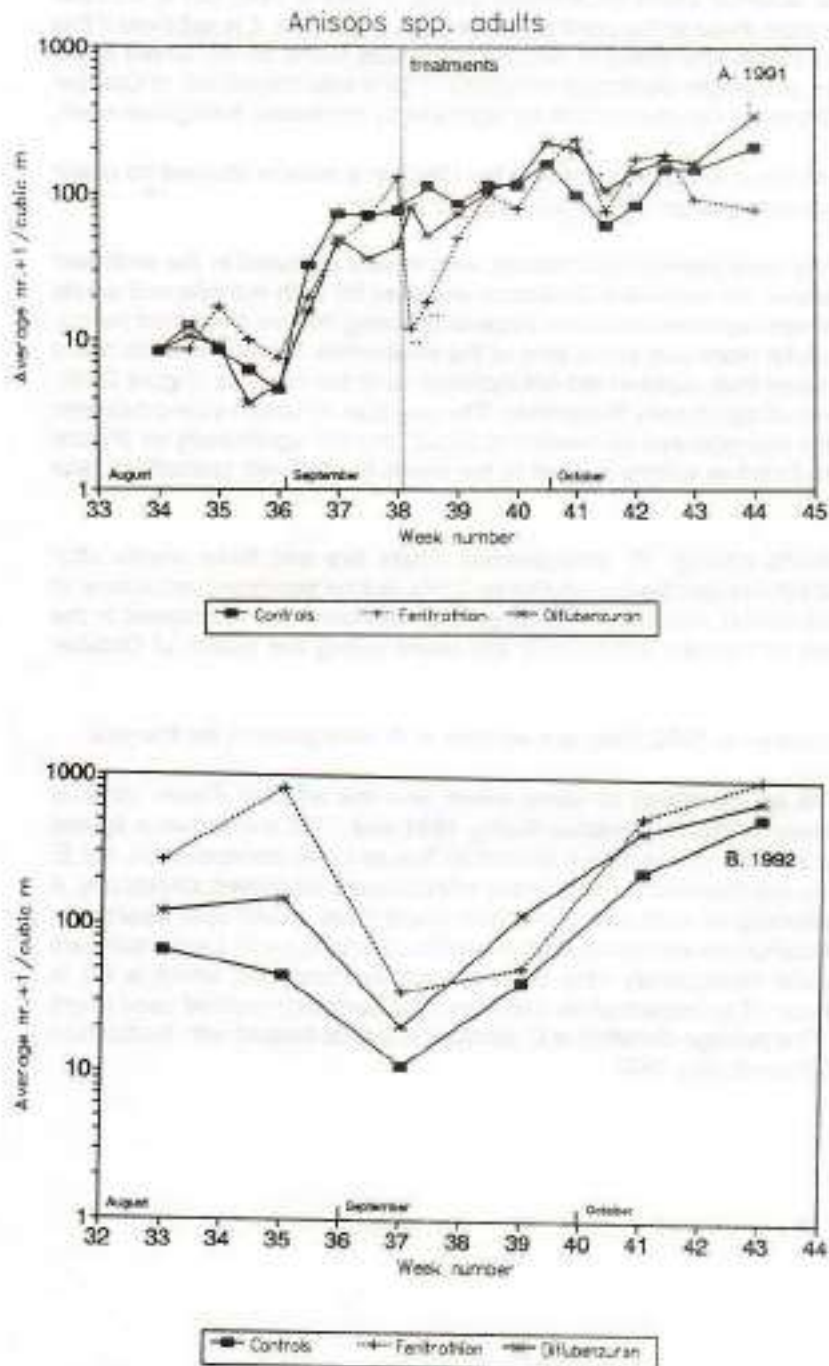 Anisops spp. adults
1000
100
10
1
Average nr.+1/cubic m
treatments
A. 1991
August
September
October
33 34 35 36 37 38 39 40 41 42 43 44 45
Week number
Controls Fenitrothion Diflubenzuron
1000
100
10
1
Average nr.+1/cubic m
B. 1992
August
September
October
32 33 34 35 36 37 38 39 40 41 42 43 44
Week number
Controls Fenitrothion Diflubenzuron